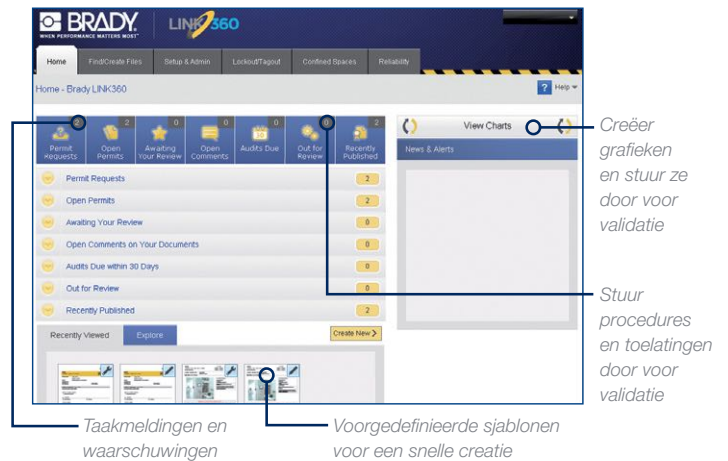 BRADY.
WHEN PERFORMANCE MATTERS MOST™
LINK360
Home
Find/Create Files
Setup & Admin
Lockout/Tagout
Confined Spaces
Reliability
Home - Brady LINK360
? Help
2
2
0
0
0
0
2
Permit Requests
Open Permits
Awaiting Your Review
Open Comments
Audits Due
Out for Review
Recently Published
Permit Requests 2
Open Permits 2
Awaiting Your Review 0
Open Comments on Your Documents 0
Audits Due within 30 Days 0
Out for Review 0
Recently Published 2
Recently Viewed
Explore
Create New
View Charts
News & Alerts
Creëer
grafieken
en stuur ze
door voor
validatie
Stuur
procedures
en toelatingen
door voor
validatie
Taakmeldingen en
waarschuwingen
Voorgedefinieerde sjablonen
voor een snelle creatie